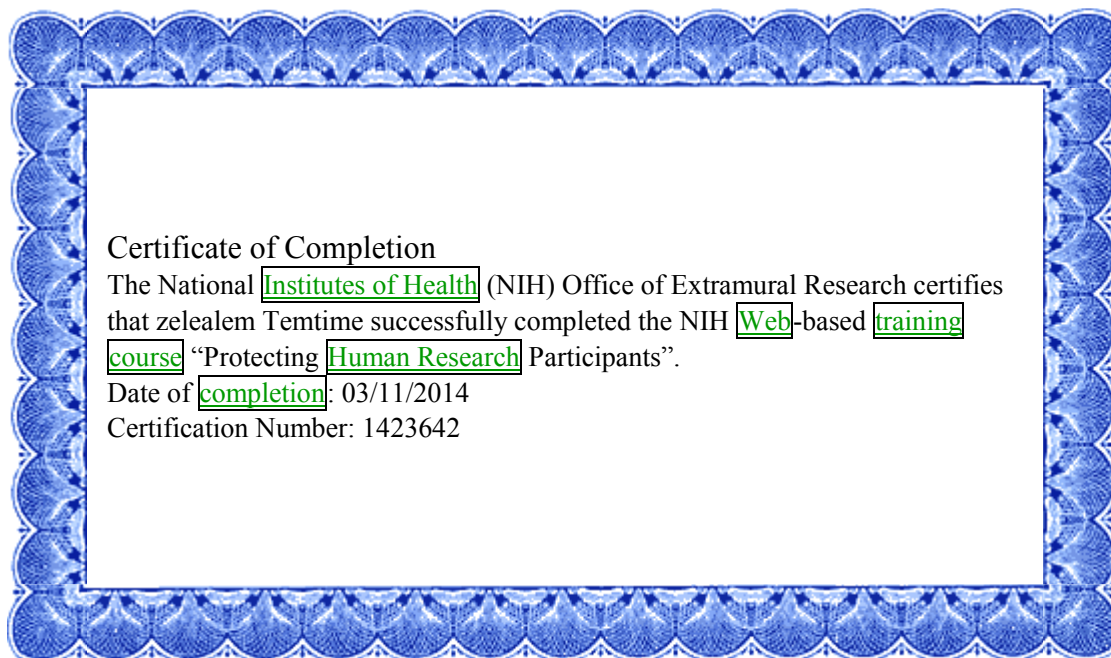 Certificate of Completion
The National Institutes of Health (NIH) Office of Extramural Research certifies
that zelealem Temtime successfully completed the NIH Web-based training
course “Protecting Human Research Participants”.
Date of completion: 03/11/2014
Certification Number: 1423642